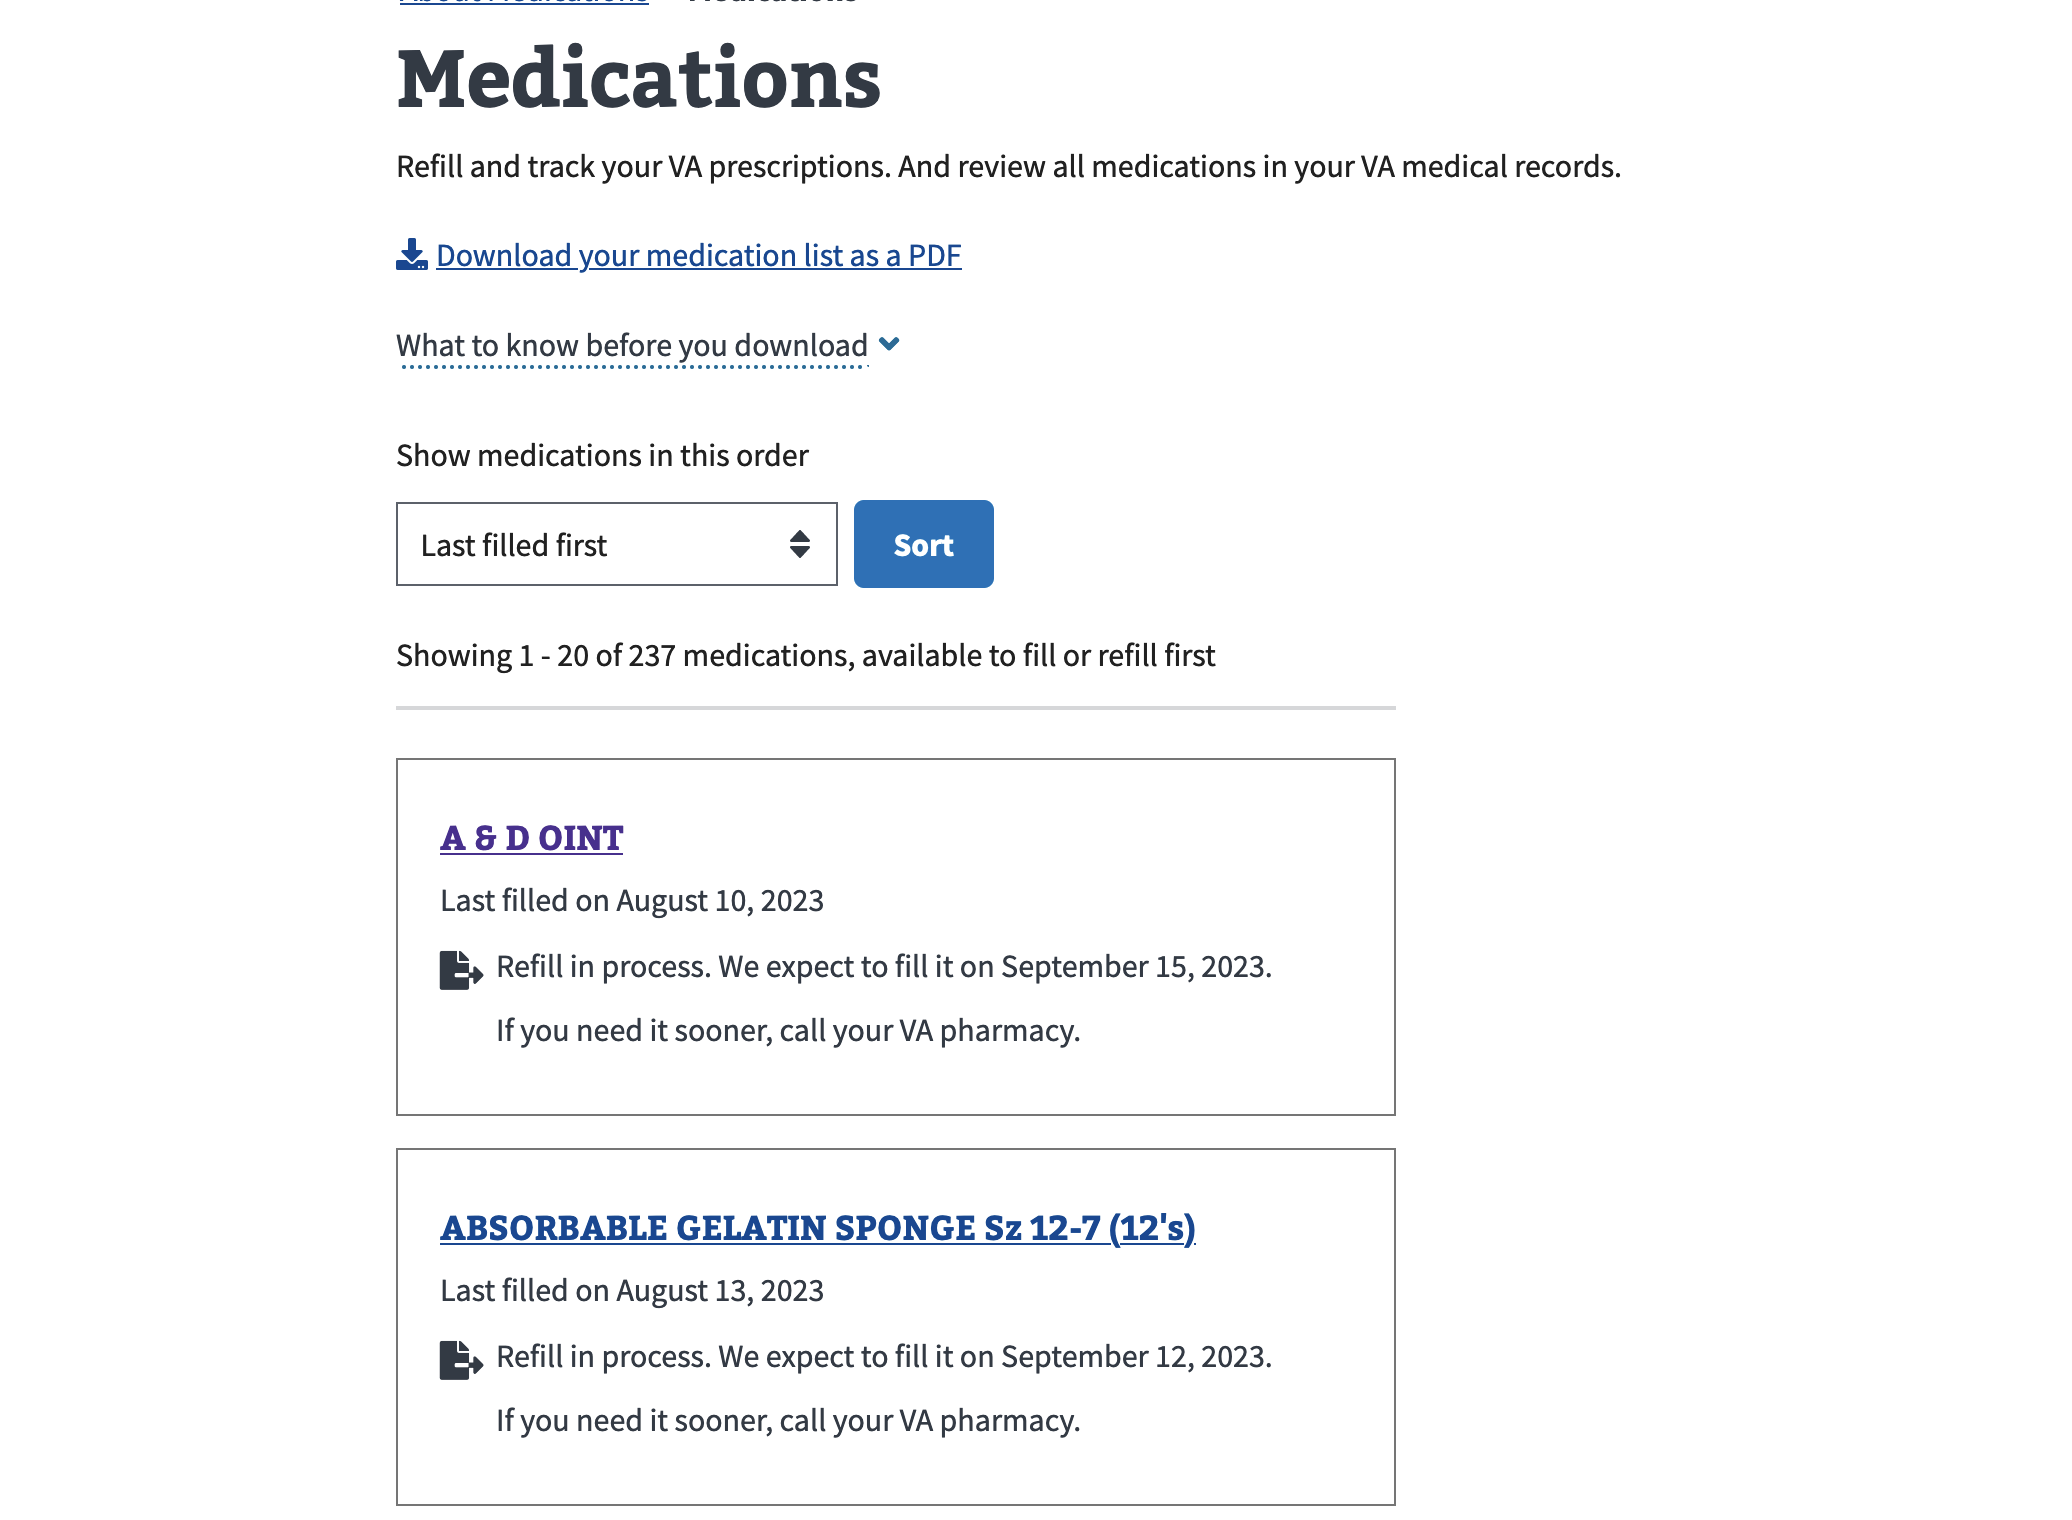 About Medications Medications
Medications
Refill and track your VA prescriptions. And review all medications in your VA medical records.
Download your medication list as a PDF
What to know before you download
Show medications in this order
Last filled first
Sort
Showing 1 - 20 of 237 medications, available to fill or refill first
A & D OINT
Last filled on August 10, 2023
Refill in process. We expect to fill it on September 15, 2023.
If you need it sooner, call your VA pharmacy.
ABSORBABLE GELATIN SPONGE Sz 12-7 (12's)
Last filled on August 13, 2023
Refill in process. We expect to fill it on September 12, 2023.
If you need it sooner, call your VA pharmacy.